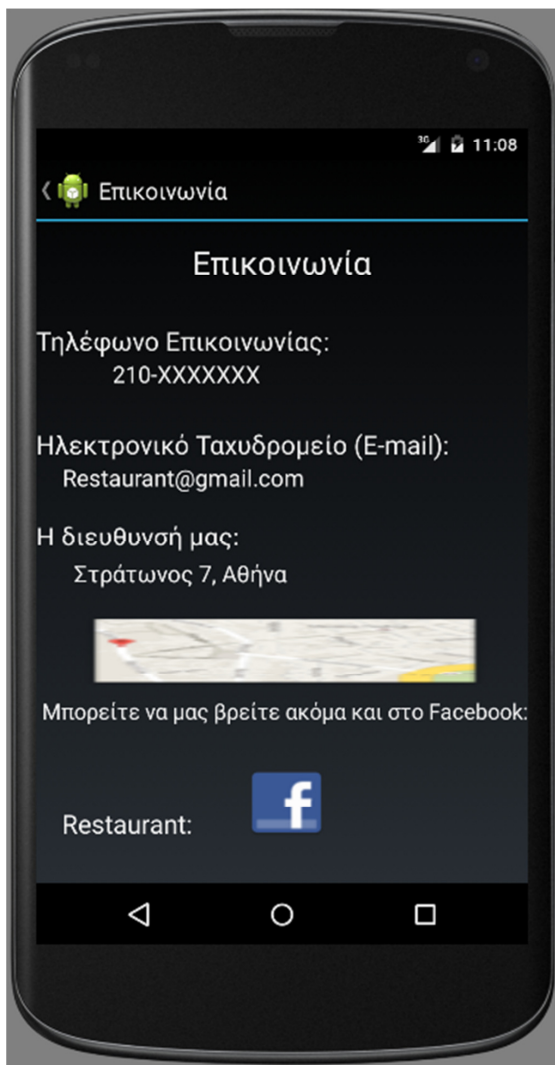 3G 11:08
Επικοινωνία
Επικοινωνία
Τηλέφωνο Επικοινωνίας:
210-XXXXXXX
Ηλεκτρονικό Ταχυδρομείο (E-mail):
Restaurant@gmail.com
Η διευθυνσή μας:
Στράτωνος 7, Αθήνα
Μπορείτε να μας βρείτε ακόμα και στο Facebook:
Restaurant:
f